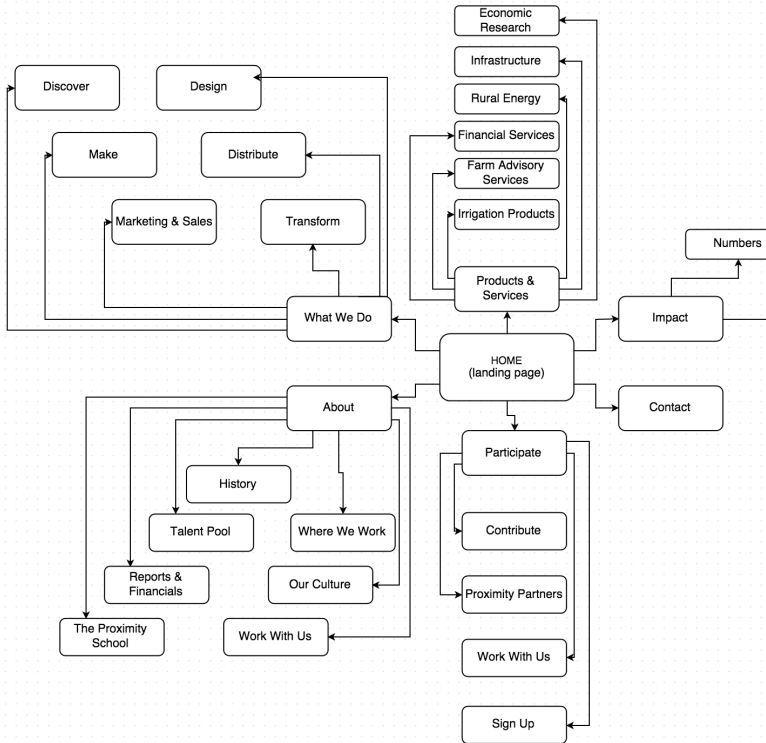 Economic
Research
Infrastructure
Discover
Design
Rural Energy
Financial Services
Make
Distribute
Farm Advisory
Services
Marketing & Sales
Transform
Irrigation Products
Numbers
Products &
Services
What We Do
Impact
HOME
(landing page)
About
Contact
Participate
History
Talent Pool
Where We Work
Contribute
Reports &
Financials
Our Culture
Proximity Partners
The Proximity
School
Work With Us
Work With Us
Sign Up